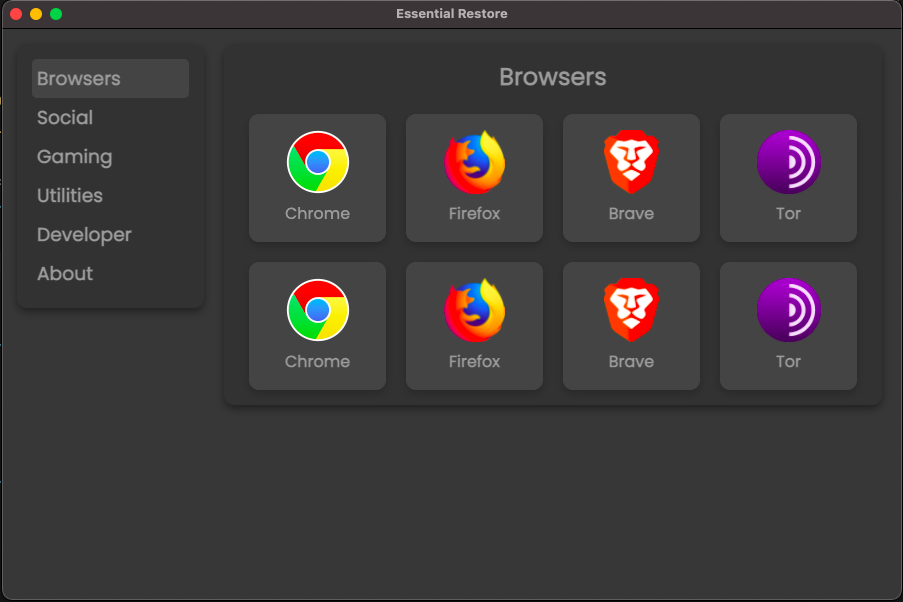 Essential Restore
Browsers
Social
Gaming
Utilities
Developer
About
Browsers
Chrome
Firefox
Brave
Tor
Chrome
Firefox
Brave
Tor